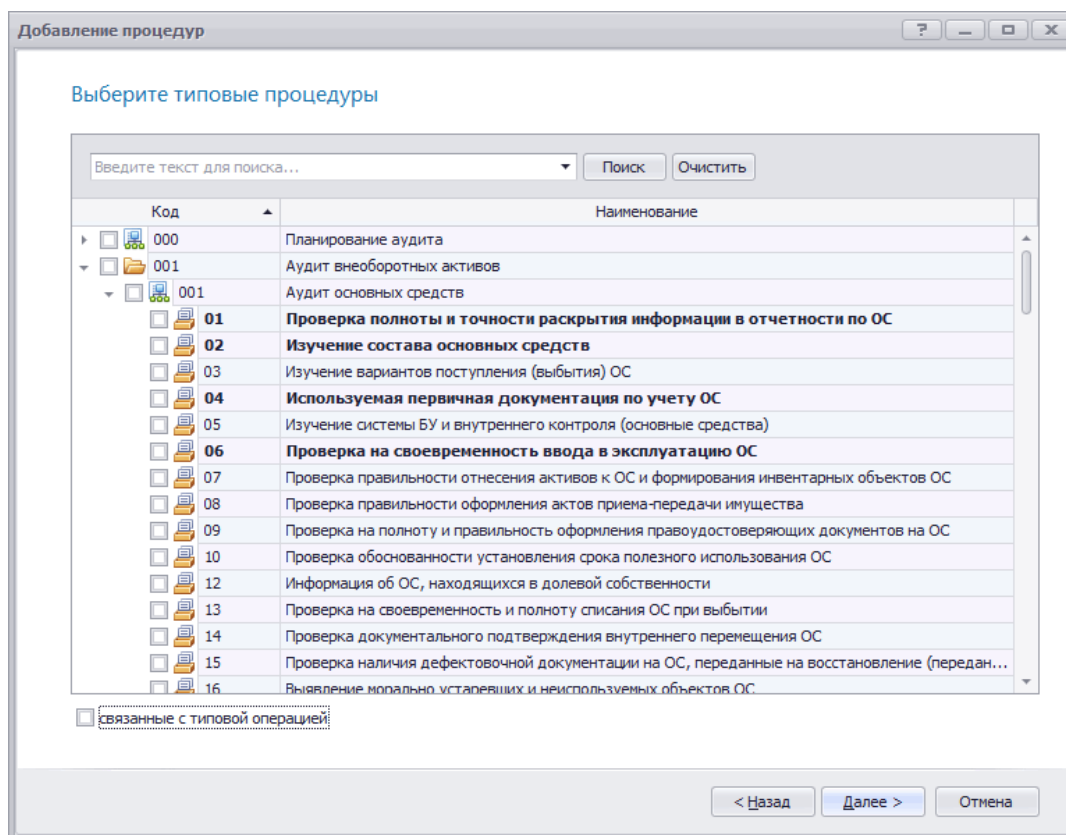 Добавление процедур
Выберите типовые процедуры
Введите текст для поиска... Поиск Очистить
Код Наименование
000 Планирование аудита
001 Аудит внеоборотных активов
001 Аудит основных средств
01 Проверка полноты и точности раскрытия информации в отчетности по ОС
02 Изучение состава основных средств
03 Изучение вариантов поступления (выбытия) ОС
04 Используемая первичная документация по учету ОС
05 Изучение системы БУ и внутреннего контроля (основные средства)
06 Проверка на своевременность ввода в эксплуатацию ОС
07 Проверка правильности отнесения активов к ОС и формирования инвентарных объектов ОС
08 Проверка правильности оформления актов приема-передачи имущества
09 Проверка на полноту и правильность оформления правоудостоверяющих документов на ОС
10 Проверка обоснованности установления срока полезного использования ОС
12 Информация об ОС, находящихся в долевой собственности
13 Проверка на своевременность и полноту списания ОС при выбытии
14 Проверка документального подтверждения внутреннего перемещения ОС
15 Проверка наличия дефектовочной документации на ОС, переданные на восстановление (передан...
16 Выявление морально устаревших и неиспользуемых объектов ОС
связанные с типовой операцией
< Назад Далее > Отмена